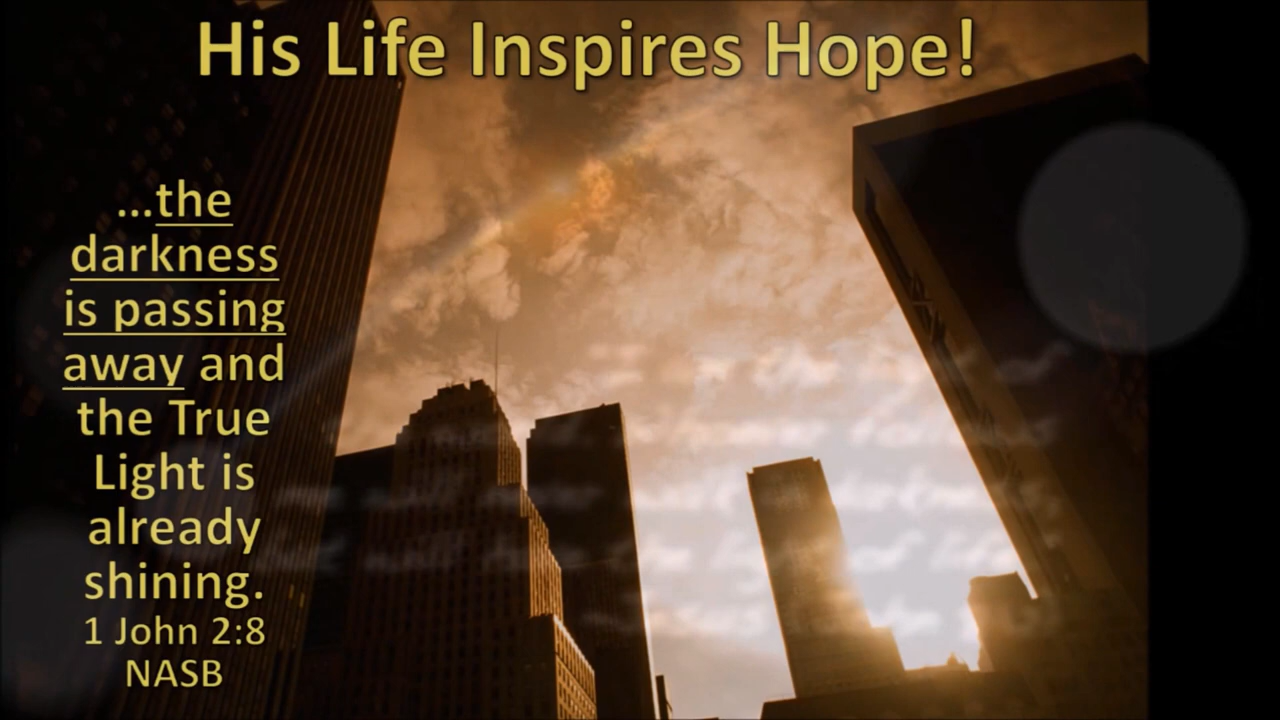 His Life Inspires Hope!
…the
darkness
is passing
away and
the True
Light is
already
shining.
1 John 2:8
NASB